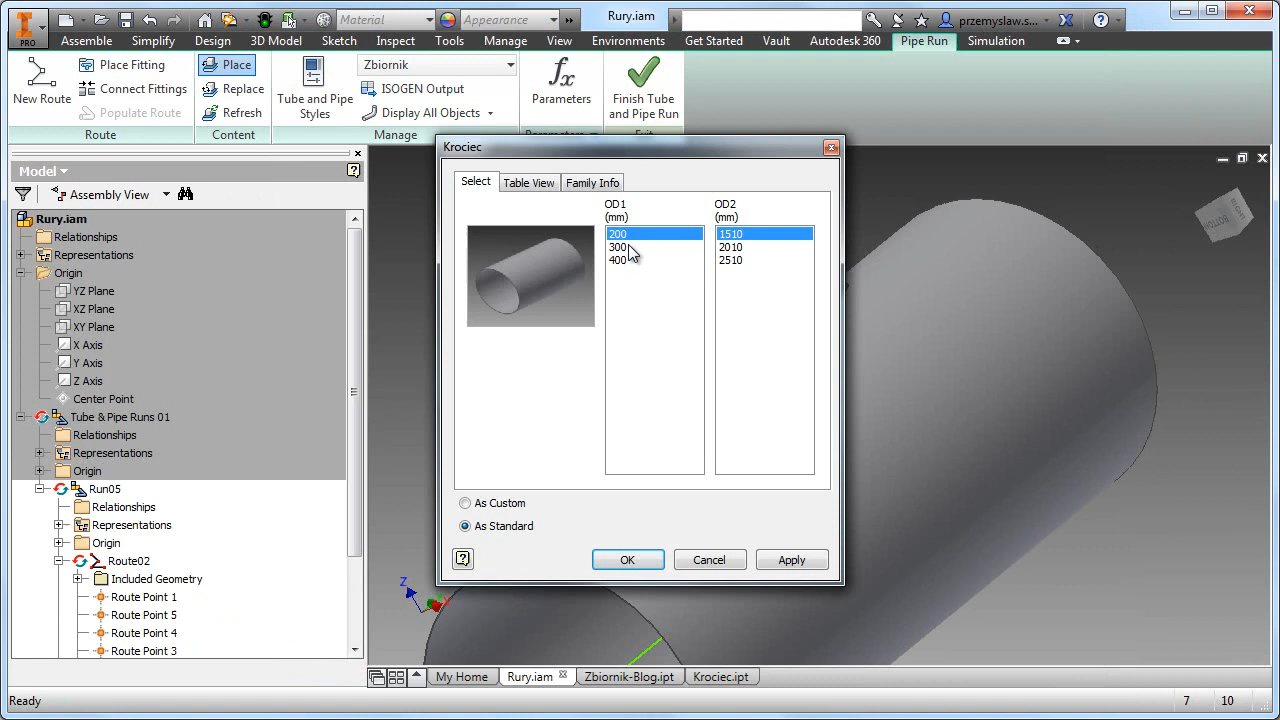 Material
Appearance
Rury.iam
przemyslaw.s...
PRO
Assemble
Simplify
Design
3D Model
Sketch
Inspect
Tools
Manage
View
Environments
Get Started
Vault
Autodesk 360
Pipe Run
Simulation
New Route
Place Fitting
Connect Fittings
Populate Route
Route
Place
Replace
Refresh
Content
Tube and Pipe
Styles
Zbiornik
ISOGEN Output
Display All Objects
Manage
fx
Parameters
Finish Tube
and Pipe Run
Model
Assembly View
Rury.iam
Relationships
Representations
Origin
YZ Plane
XZ Plane
XY Plane
X Axis
Y Axis
Z Axis
Center Point
Tube & Pipe Runs 01
Relationships
Representations
Origin
Run05
Relationships
Representations
Origin
Route02
Included Geometry
Route Point 1
Route Point 5
Route Point 4
Route Point 3
Krociec
Select
Table View
Family Info
OD1
(mm)
200
300
400
OD2
(mm)
1510
2010
2510
As Custom
As Standard
OK
Cancel
Apply
Z
X
BOTTOM
My Home
Rury.iam
Zbiornik-Blog.ipt
Krociec.ipt
Ready
7
10